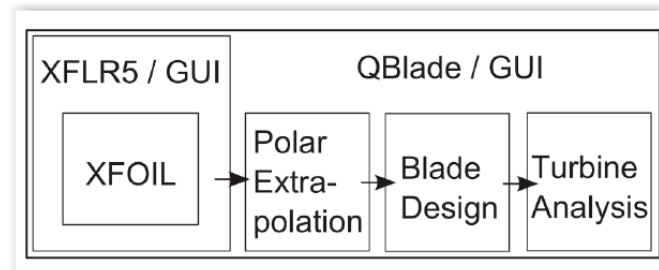 XFLR5 / GUI
QBlade / GUI
XFOIL
Polar
Extra-
polation
Blade
Design
Turbine
Analysis